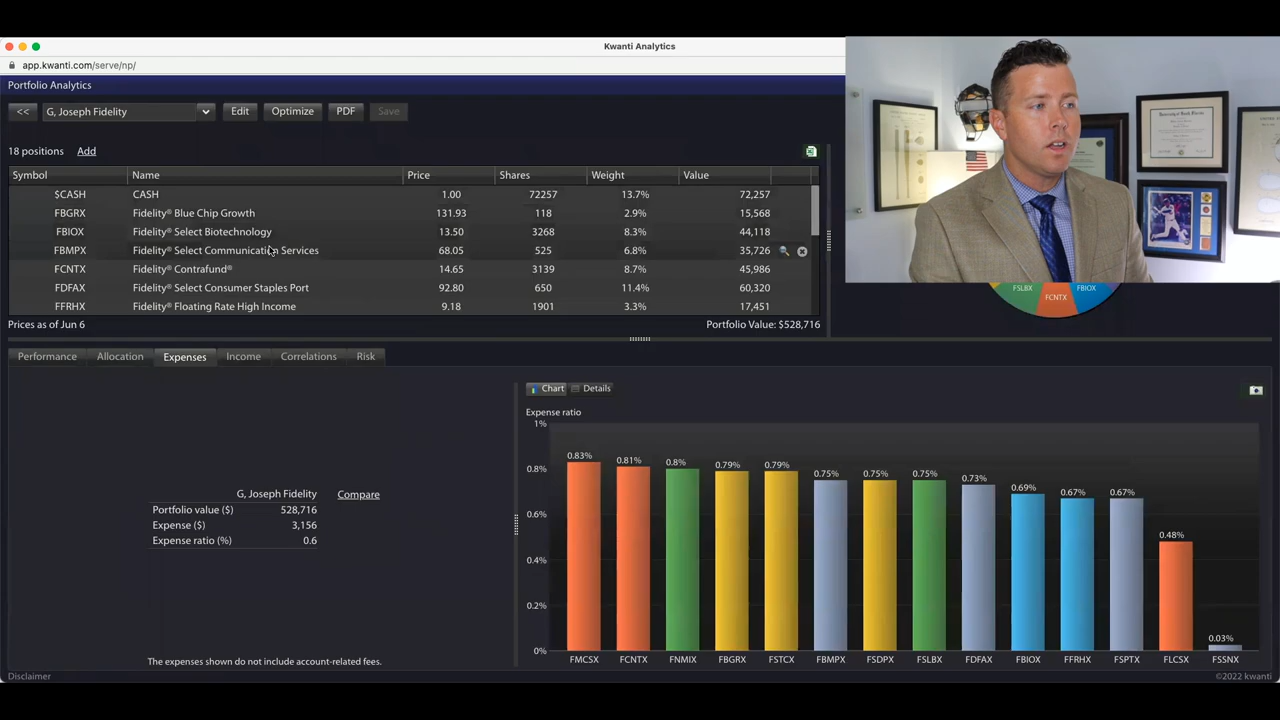 Kwanti Analytics
app.kwanti.com/serve/np/
Portfolio Analytics
<< G, Joseph Fidelity Edit Optimize PDF Save
18 positions Add
Symbol Name Price Shares Weight Value
$CASH CASH 1.00 72257 13.7% 72,257
FBGRX Fidelity® Blue Chip Growth 131.93 118 2.9% 15,568
FBIOX Fidelity® Select Biotechnology 13.50 3268 8.3% 44,118
FBMPX Fidelity® Select Communication Services 68.05 525 6.8% 35,726
FCNTX Fidelity® Contrafund® 14.65 3139 8.7% 45,986
FDFAX Fidelity® Select Consumer Staples Port 92.80 650 11.4% 60,320
FFRHX Fidelity® Floating Rate High Income 9.18 1901 3.3% 17,451
FSLBX FCNTX FBIOX
Prices as of Jun 6 Portfolio Value: $528,716
Performance Allocation Expenses Income Correlations Risk
Chart Details
Expense ratio
G, Joseph Fidelity Compare
Portfolio value ($) 528,716
Expense ($) 3,156
Expense ratio (%) 0.6
The expenses shown do not include account-related fees.
1%
0.8%
0.6%
0.4%
0.2%
0%
0.83% 0.81% 0.8% 0.79% 0.79% 0.75% 0.75% 0.75% 0.73% 0.69% 0.67% 0.67% 0.48% 0.03%
FMCSX FCNTX FNMIX FBGRX FSTCX FBMPX FSDPX FSLBX FDFAX FBIOX FFRHX FSPTX FLCSX FSSNX
Disclaimer ©2022 kwanti